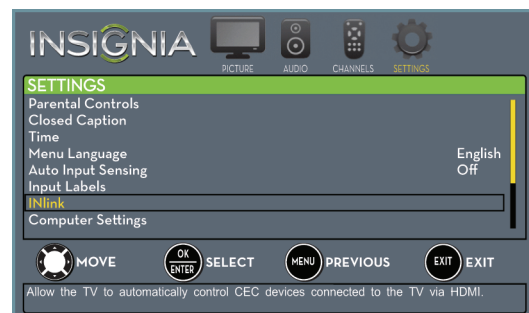 INSIGNIA
PICTURE AUDIO CHANNELS SETTINGS
SETTINGS
Parental Controls
Closed Caption
Time
Menu Language English
Auto Input Sensing Off
Input Labels
INlink
Computer Settings
MOVE OK ENTER SELECT MENU PREVIOUS EXIT EXIT
Allow the TV to automatically control CEC devices connected to the TV via HDMI.